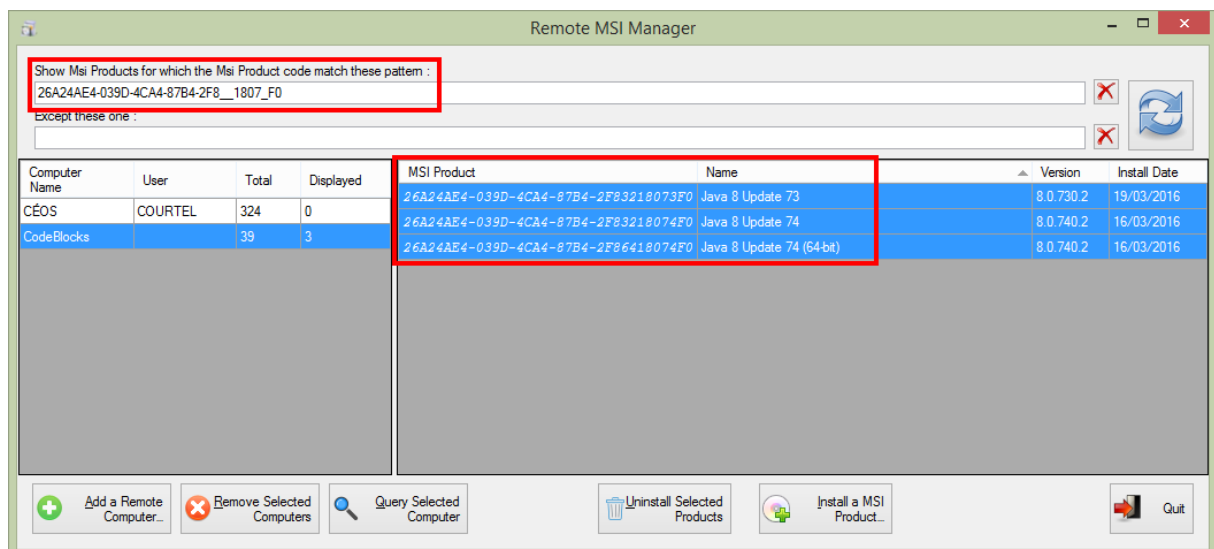 Remote MSI Manager
Show Msi Products for which the Msi Product code match these pattern :
26A24AE4-039D-4CA4-87B4-2F8__1807_F0
Except these one :
Computer Name User Total Displayed
CÉOS COURTEL 324 0
CodeBlocks 39 3
MSI Product Name Version Install Date
26A24AE4-039D-4CA4-87B4-2F83218073F0 Java 8 Update 73 8.0.730.2 19/03/2016
26A24AE4-039D-4CA4-87B4-2F83218074F0 Java 8 Update 74 8.0.740.2 16/03/2016
26A24AE4-039D-4CA4-87B4-2F86418074F0 Java 8 Update 74 (64-bit) 8.0.740.2 16/03/2016
Add a Remote
Computer...
Remove Selected
Computers
Query Selected
Computer
Uninstall Selected
Products
Install a MSI
Product...
Quit